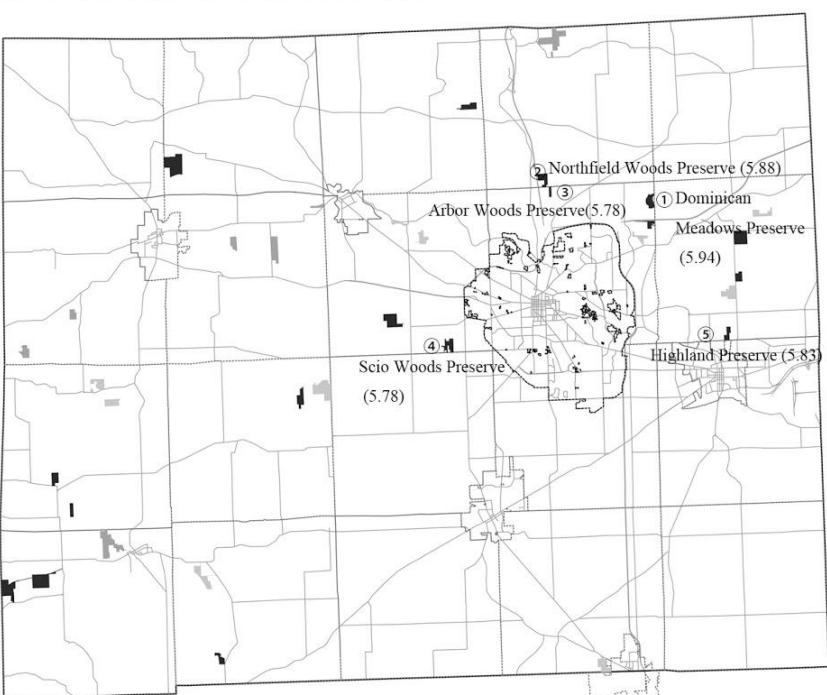 ② Northfield Woods Preserve (5.88)
③
① Dominican
Arbor Woods Preserve(5.78)
Meadows Preserve
(5.94)
⑤
④
Highland Preserve (5.83)
Scio Woods Preserve
(5.78)